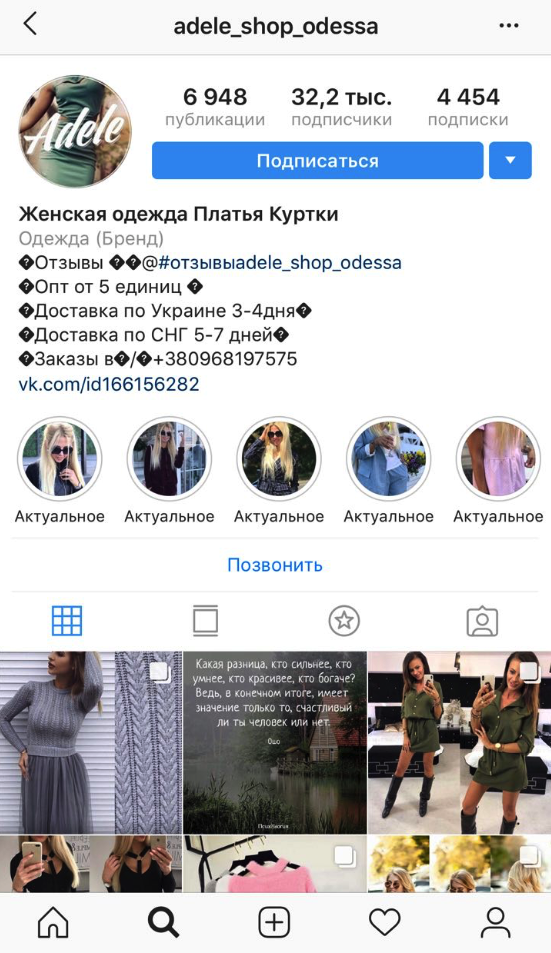 adele_shop_odessa
Adele
6 948
32,2 тыс.
4 454
публикации
подписчики
подписки
Подписаться
Женская одежда Платья Куртки
Одежда (Бренд)
�Отзывы ��@#отзывыadele_shop_odessa
�Опт от 5 единиц �
�Доставка по Украине 3-4дня�
�Доставка по СНГ 5-7 дней�
�Заказы в�/�+380968197575
vk.com/id166156282
Актуальное
Актуальное
Актуальное
Актуальное
Актуальное
Позвонить
Какая разница, кто сильнее, кто
умнее, кто красивее, кто богаче?
Ведь, в конечном итоге, имеет
значение только то, счастливый
ли ты человек или нет.
Ошо